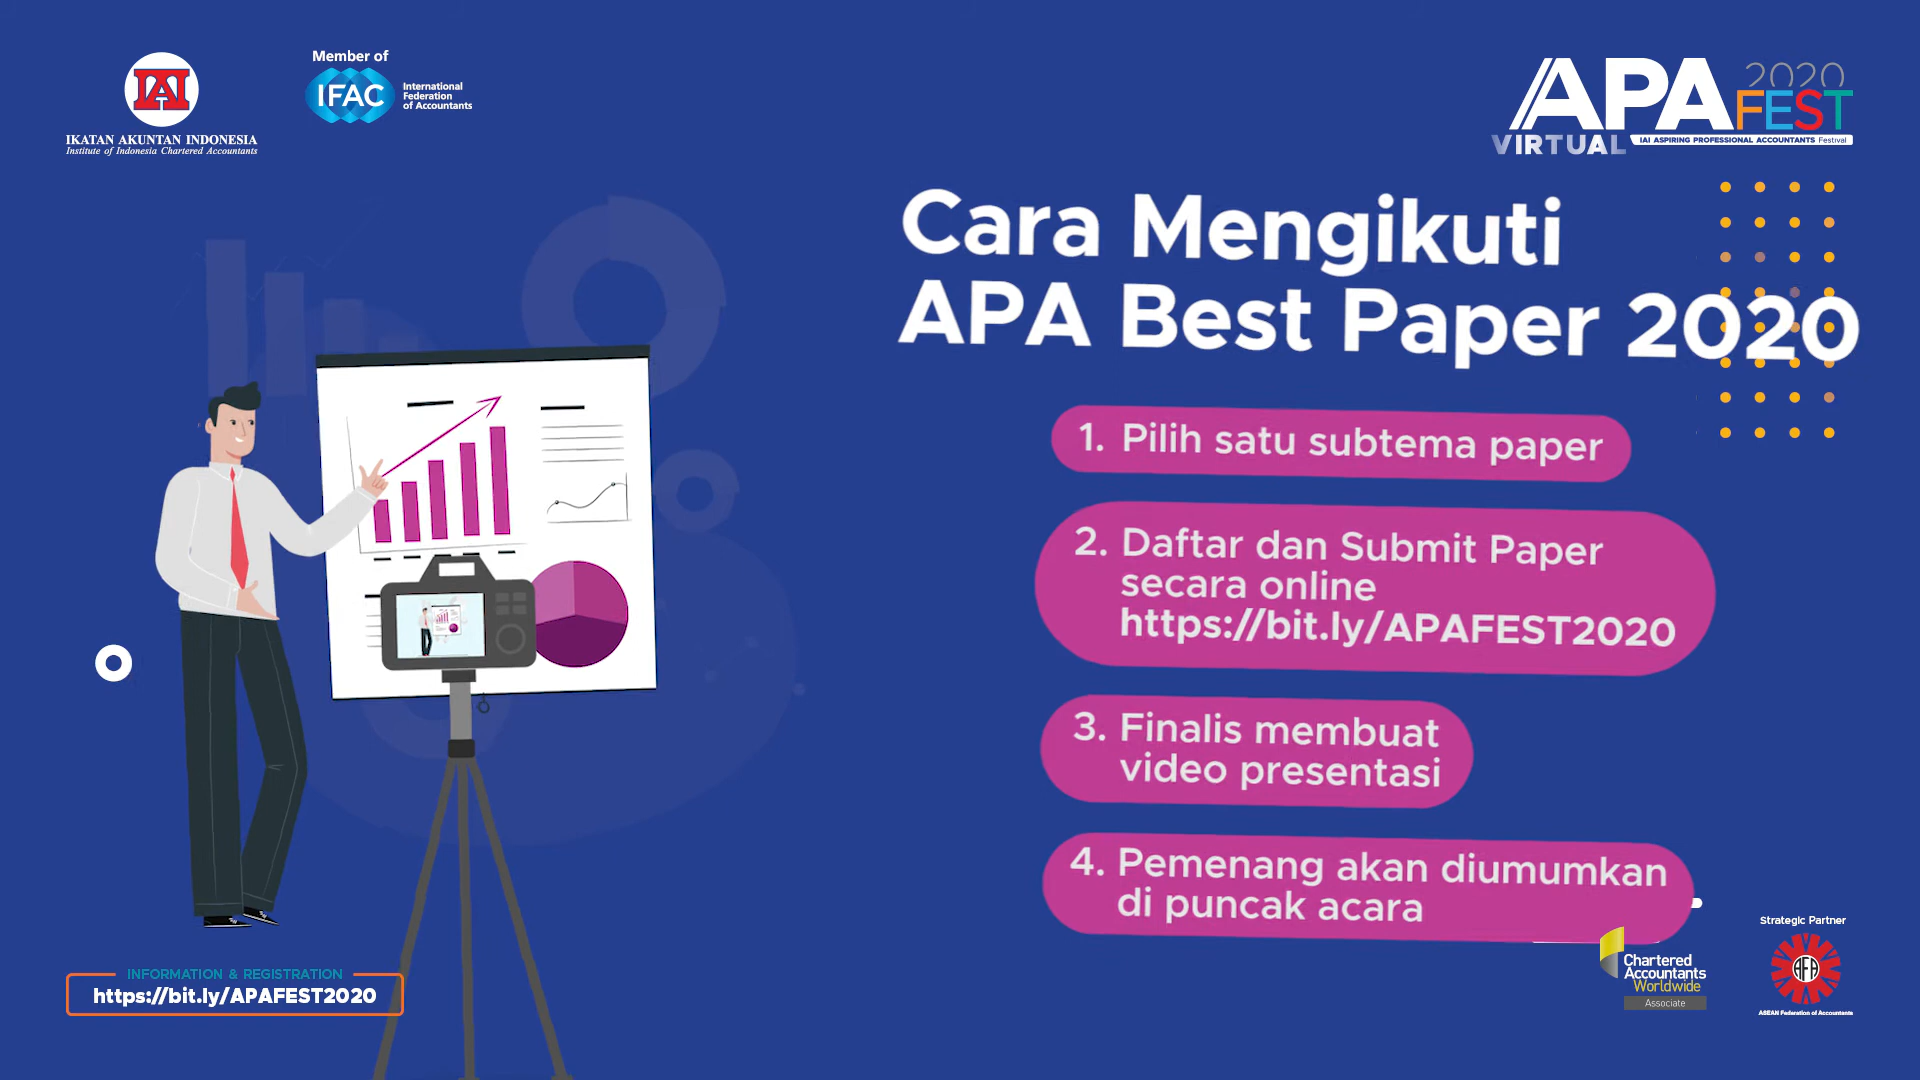 IAI
IKATAN AKUNTAN INDONESIA
Institute of Indonesia Chartered Accountants
Member of
IFAC
International
Federation
of Accountants
APA
2020
FEST
VIRTUAL
IAI ASPIRING PROFESSIONAL ACCOUNTANTS Festival
Cara Mengikuti
APA Best Paper 2020
1. Pilih satu subtema paper
2. Daftar dan Submit Paper
secara online
https://bit.ly/APAFEST2020
3. Finalis membuat
video presentasi
4. Pemenang akan diumumkan
di puncak acara
INFORMATION & REGISTRATION
https://bit.ly/APAFEST2020
Chartered
Accountants
Worldwide
Associate
Strategic Partner
AFA
ASEAN Federation of Accountants